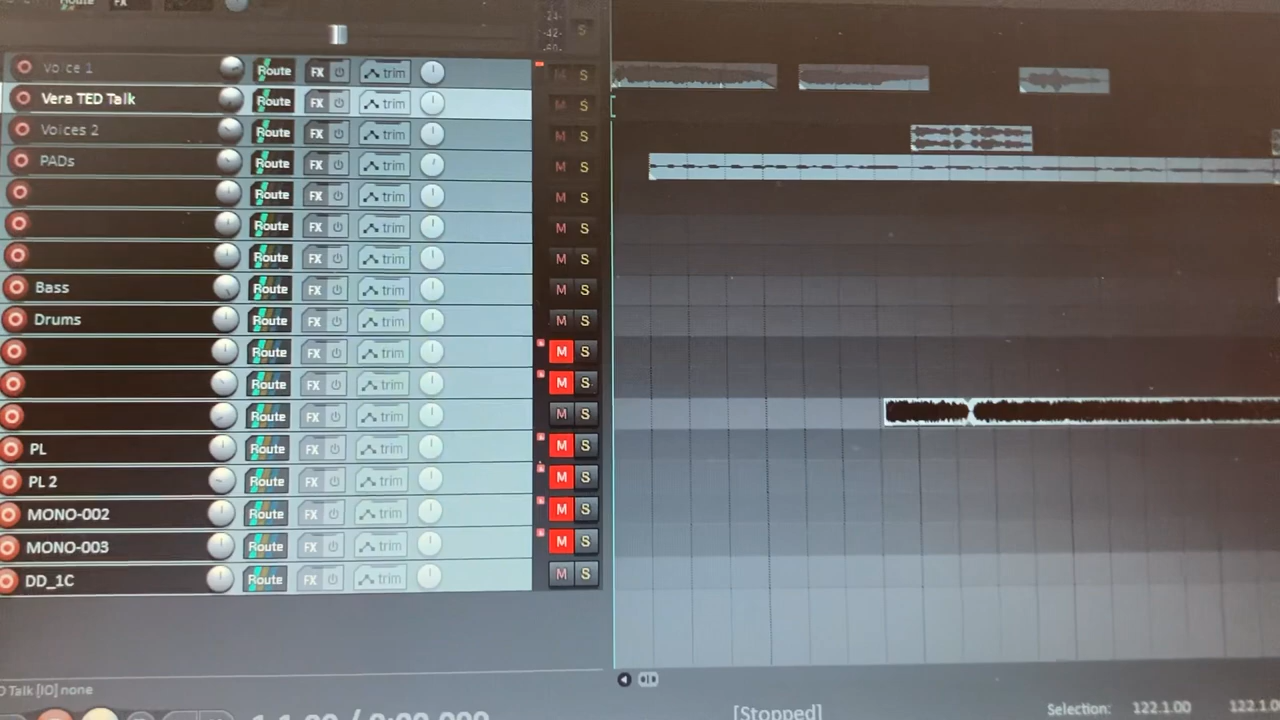 Route FX
24-
-42-
-60-
S
Voice 1 Route FX trim M S
Vera TED Talk Route FX trim M S
Voices 2 Route FX trim M S
PADs Route FX trim M S
Route FX trim M S
Route FX trim M S
Route FX trim M S
Bass Route FX trim M S
Drums Route FX trim M S
Route FX trim M S
Route FX trim M S
Route FX trim M S
PL Route FX trim M S
PL 2 Route FX trim M S
MONO-002 Route FX trim M S
MONO-003 Route FX trim M S
DD_1C Route FX trim M S
Talk [IO] none
[Stopped]
Selection: 122.1.00 122.1.0